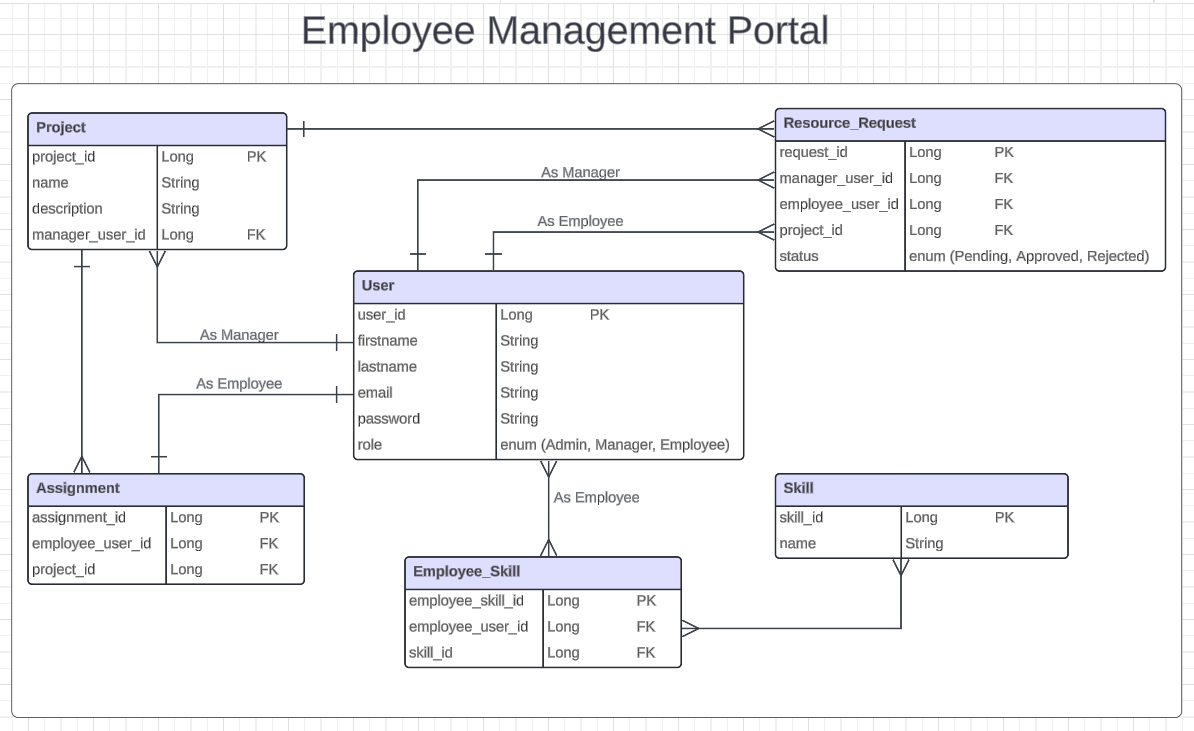 Employee Management Portal
Project
project_id Long PK
name String
description String
manager_user_id Long FK
Resource_Request
request_id Long PK
manager_user_id Long FK
employee_user_id Long FK
project_id Long FK
status enum (Pending, Approved, Rejected)
As Manager
As Employee
User
user_id Long PK
firstname String
lastname String
email String
password String
role enum (Admin, Manager, Employee)
As Manager
As Employee
Assignment
assignment_id Long PK
employee_user_id Long FK
project_id Long FK
As Employee
Skill
skill_id Long PK
name String
Employee_Skill
employee_skill_id Long PK
employee_user_id Long FK
skill_id Long FK